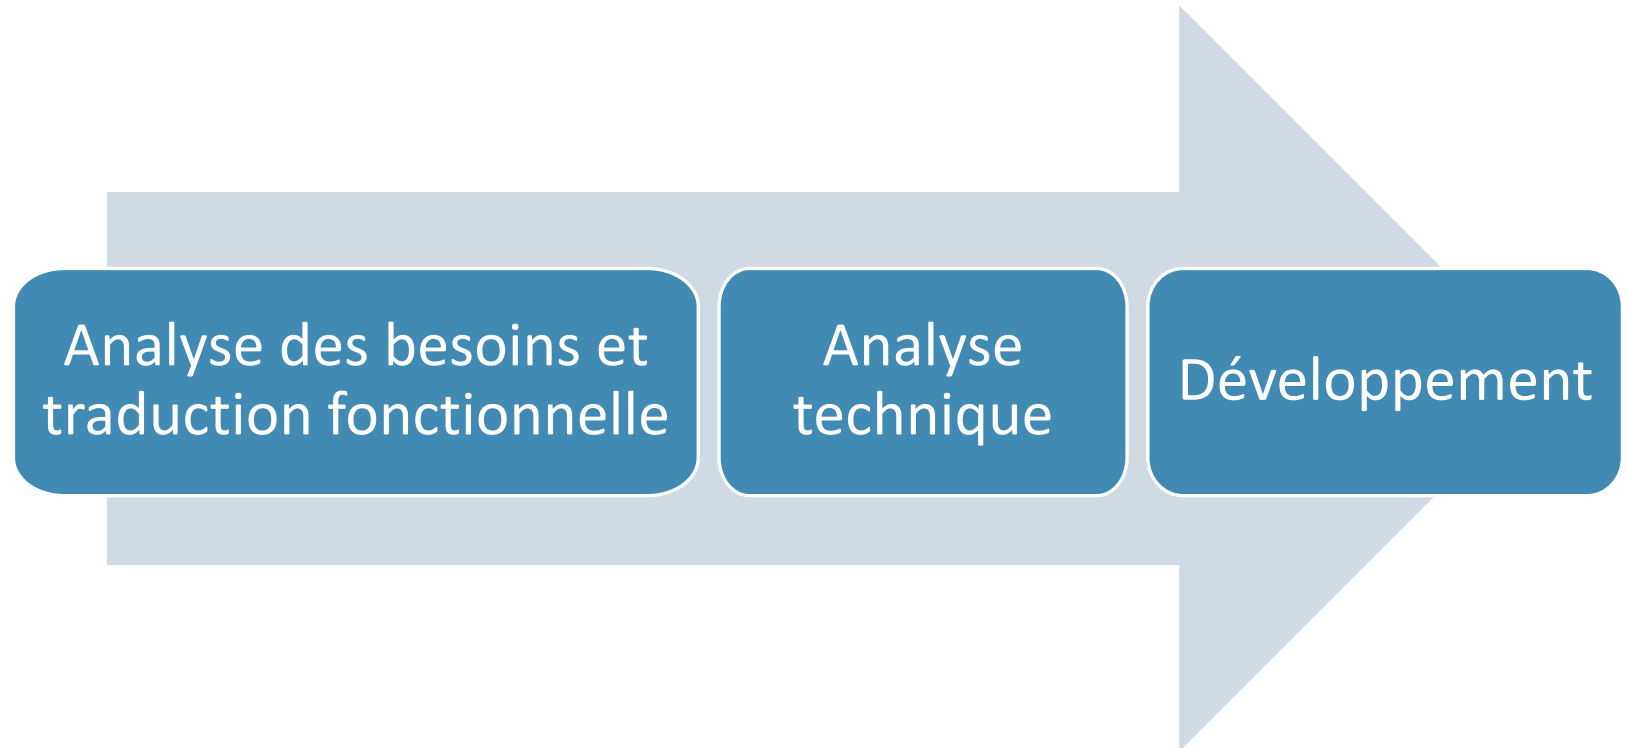 Analyse des besoins et
traduction fonctionnelle
Analyse
technique
Développement